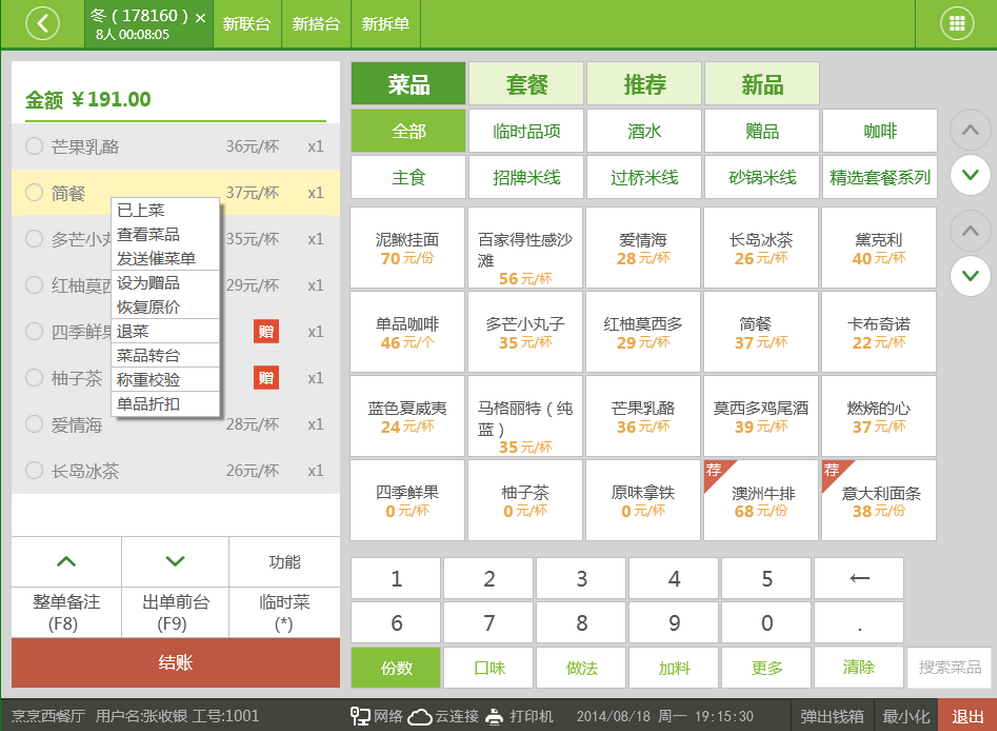 冬（178160）×
8人 00:08:05
新联台
新搭台
新拆单
金额 ￥191.00
芒果乳酪 36元/杯 x1
简餐 37元/杯 x1
多芒小丸 35元/杯 x1
红柚莫西 29元/杯 x1
四季鲜果 赠 x1
柚子茶 赠 x1
爱情海 28元/杯 x1
长岛冰茶 26元/杯 x1
已上菜
查看菜品
发送催菜单
设为赠品
恢复原价
退菜
菜品转台
称重校验
单品折扣
功能
整单备注
(F8)
出单前台
(F9)
临时菜
(*)
结账
菜品 套餐 推荐 新品
全部 临时品项 酒水 赠品 咖啡
主食 招牌米线 过桥米线 砂锅米线 精选套餐系列
泥鳅挂面
70元/份
百家得性感沙
滩
56元/杯
爱情海
28元/杯
长岛冰茶
26元/杯
黛克利
40元/杯
单品咖啡
46元/个
多芒小丸子
35元/杯
红柚莫西多
29元/杯
简餐
37元/杯
卡布奇诺
22元/杯
蓝色夏威夷
24元/杯
马格丽特（纯
蓝）
35元/杯
芒果乳酪
36元/杯
莫西多鸡尾酒
39元/杯
燃烧的心
37元/杯
四季鲜果
0元/杯
柚子茶
0元/杯
原味拿铁
0元/杯
荐
澳洲牛排
68元/份
荐
意大利面条
38元/份
1 2 3 4 5 ←
6 7 8 9 0 .
份数 口味 做法 加料 更多 清除 搜索菜品
烹烹西餐厅 用户名:张收银 工号:1001 网络 云连接 打印机 2014/08/18 周一 19:15:30 弹出钱箱 最小化 退出